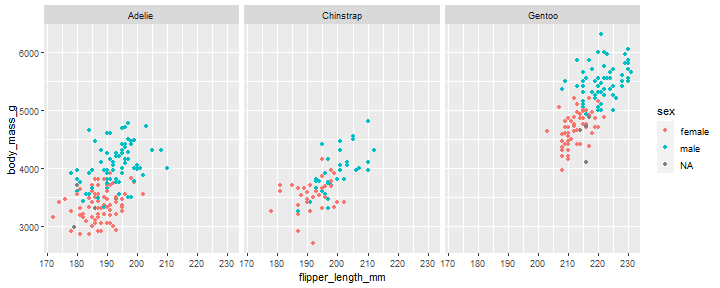 Adelie
Chinstrap
Gentoo
6000
5000
4000
3000
body_mass_g
170 180 190 200 210 220 230
170 180 190 200 210 220 230
170 180 190 200 210 220 230
flipper_length_mm
sex
female
male
NA